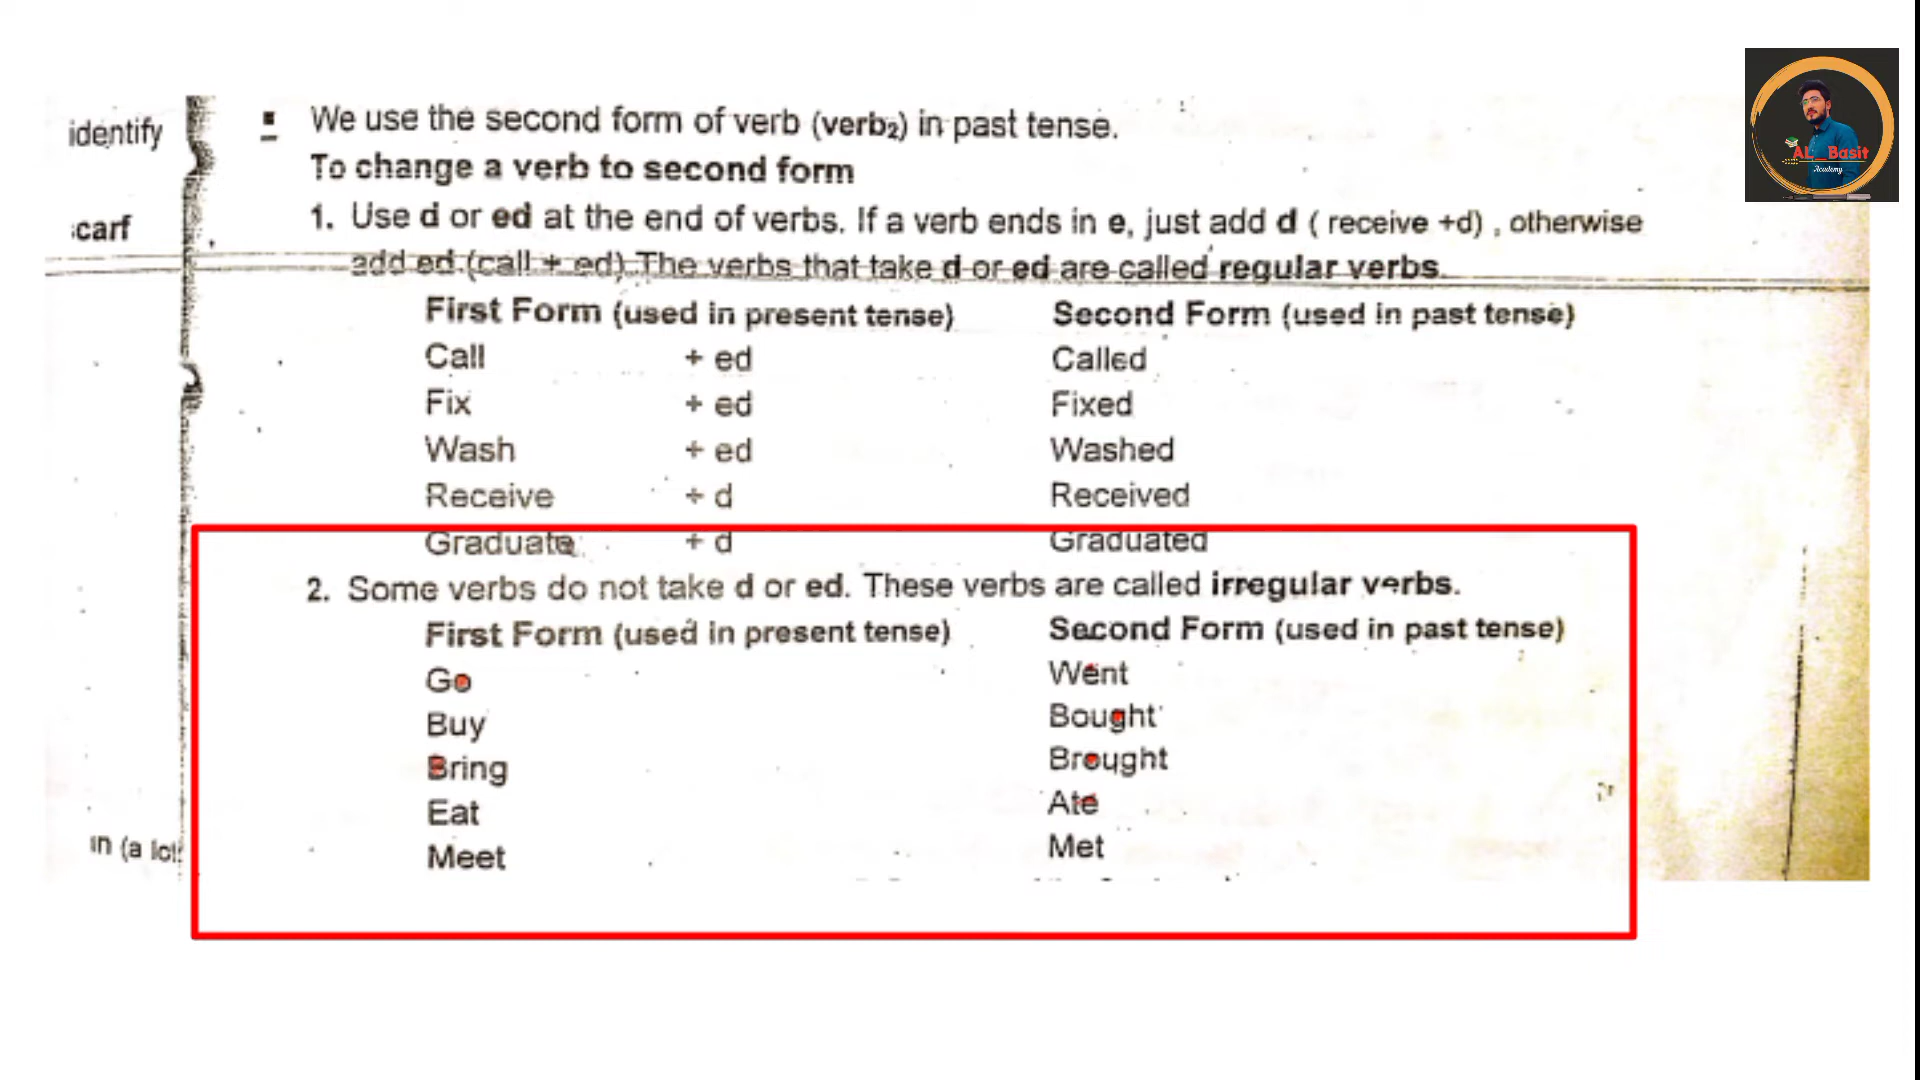 identify
We use the second form of verb (verb₂) in past tense.
To change a verb to second form
carf
1. Use d or ed at the end of verbs. If a verb ends in e, just add d ( receive +d) , otherwise
add ed (call + ed). The verbs that take d or ed are called regular verbs.
First Form (used in present tense) Second Form (used in past tense)
Call + ed Called
Fix + ed Fixed
Wash + ed Washed
Receive + d Received
Graduate + d Graduated
2. Some verbs do not take d or ed. These verbs are called irregular verbs.
First Form (used in present tense) Second Form (used in past tense)
Go Went
Buy Bought
Bring Brought
Eat Ate
Meet Met
in (a lot
AL_Basit
Academy